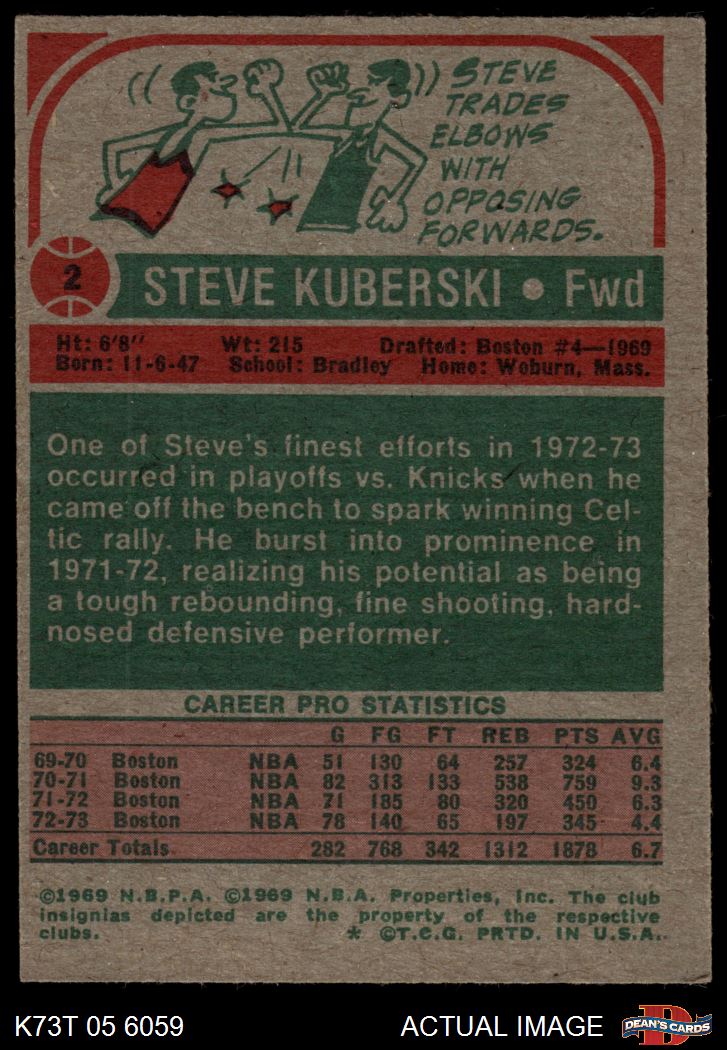 STEVE
TRADES
ELBOWS
WITH
OPPOSING
FORWARDS.
2
STEVE KUBERSKI • Fwd
Ht: 6'8" Wt: 215 Drafted: Boston #4—1969
Born: 11-6-47 School: Bradley Home: Woburn, Mass.
One of Steve's finest efforts in 1972-73
occurred in playoffs vs. Knicks when he
came off the bench to spark winning Cel-
tic rally. He burst into prominence in
1971-72, realizing his potential as being
a tough rebounding, fine shooting, hard-
nosed defensive performer.
CAREER PRO STATISTICS
G FG FT REB PTS AVG
69-70 Boston NBA 51 130 64 257 324 6.4
70-71 Boston NBA 82 313 133 538 759 9.3
71-72 Boston NBA 71 185 80 320 450 6.3
72-73 Boston NBA 78 140 65 197 345 4.4
Career Totals 282 768 342 1312 1878 6.7
©1969 N.B.P.A. ©1969 N.B.A. Properties, Inc. The club
insignias depicted are the property of the respective
clubs. * ©T.C.G. PRTD. IN U.S.A.
K73T 05 6059 ACTUAL IMAGE D DEAN'S CARDS